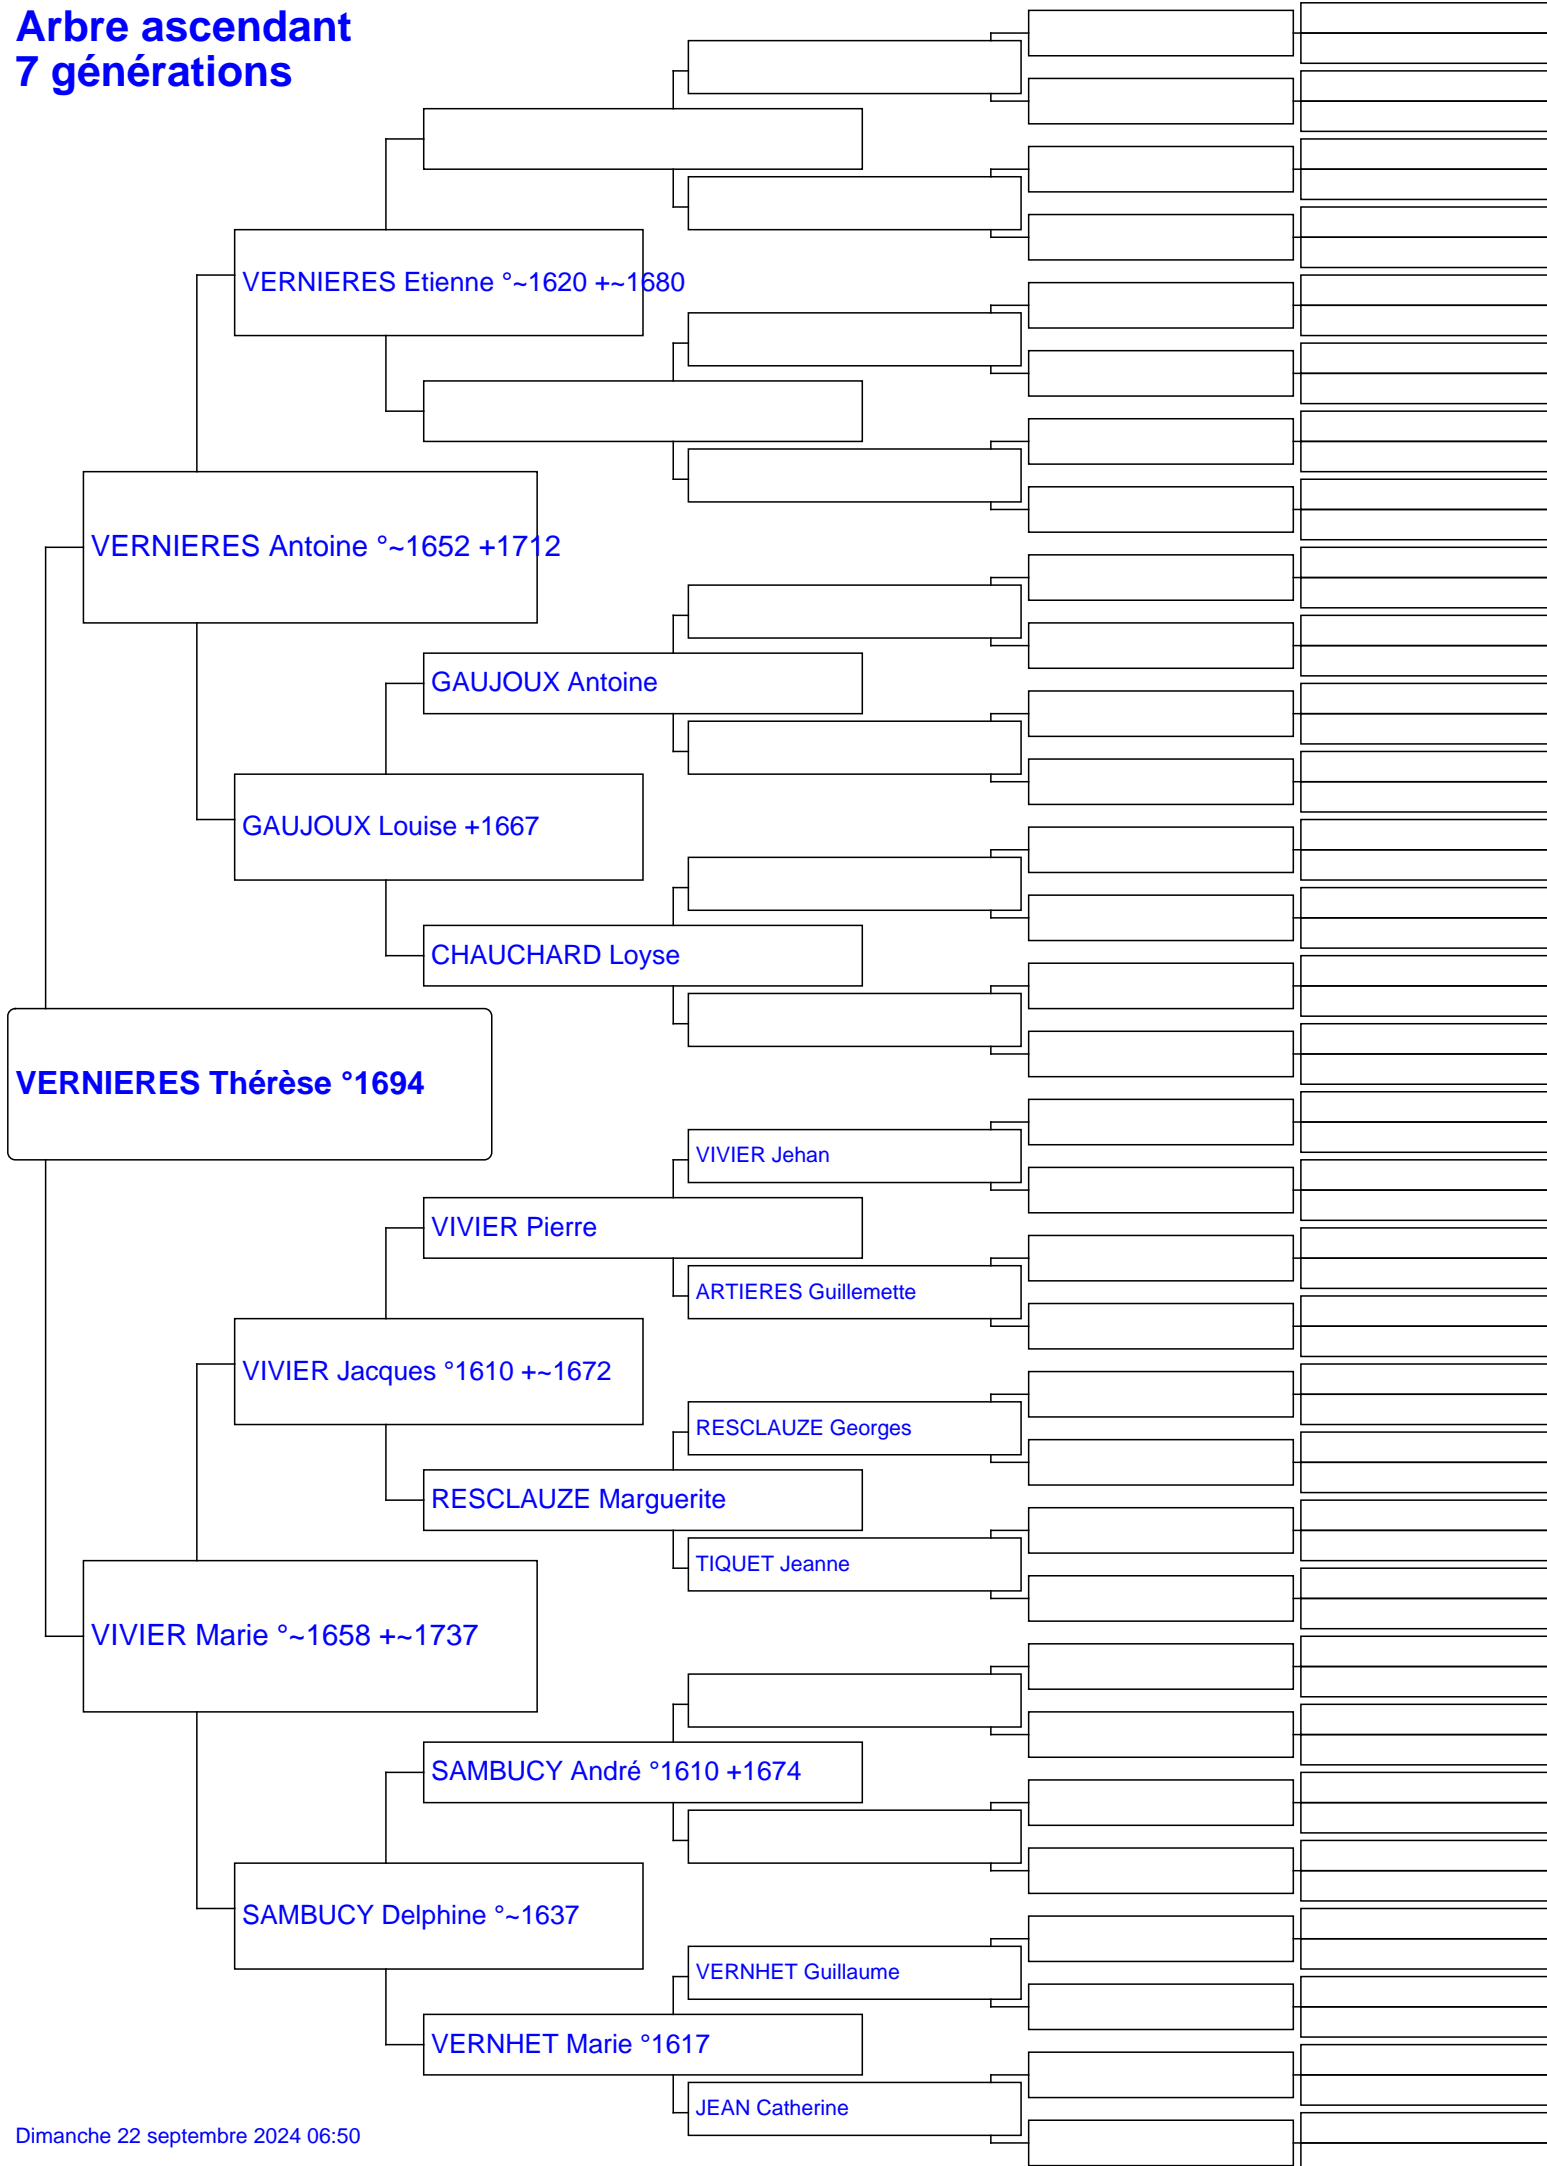 Arbre ascendant
7 générations
VERNIERES Etienne °~1620 +~1680
VERNIERES Antoine °~1652 +1712
GAUJOUX Antoine
GAUJOUX Louise +1667
CHAUCHARD Loyse
VERNIERES Thérèse °1694
VIVIER Jehan
VIVIER Pierre
ARTIERES Guillemette
VIVIER Jacques °1610 +~1672
RESCLAUZE Georges
RESCLAUZE Marguerite
TIQUET Jeanne
VIVIER Marie °~1658 +~1737
SAMBUCY André °1610 +1674
SAMBUCY Delphine °~1637
VERNHET Guillaume
VERNHET Marie °1617
JEAN Catherine
Dimanche 22 septembre 2024 06:50